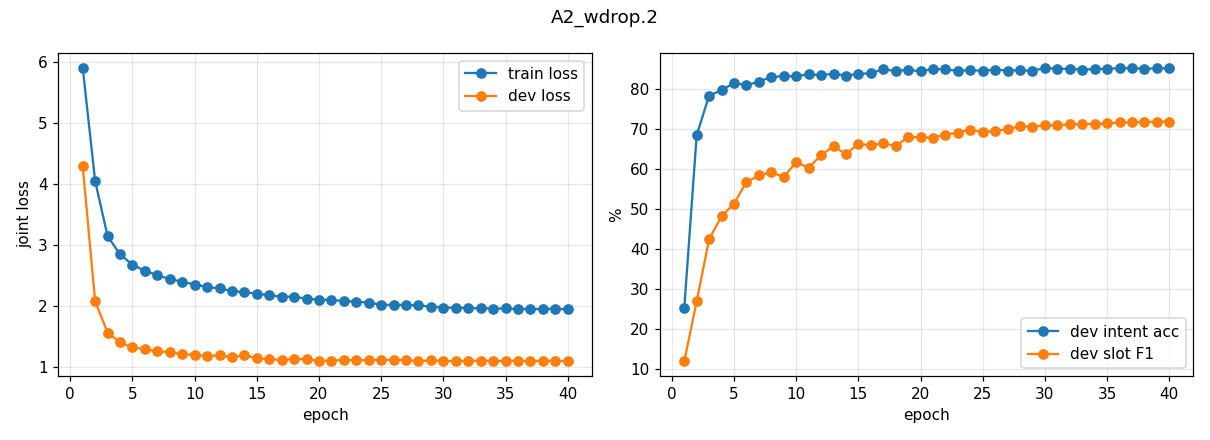 A2_wdrop.2
joint loss
6
5
4
3
2
1
train loss
dev loss
0 5 10 15 20 25 30 35 40
epoch
%
80
70
60
50
40
30
20
10
dev intent acc
dev slot F1
0 5 10 15 20 25 30 35 40
epoch